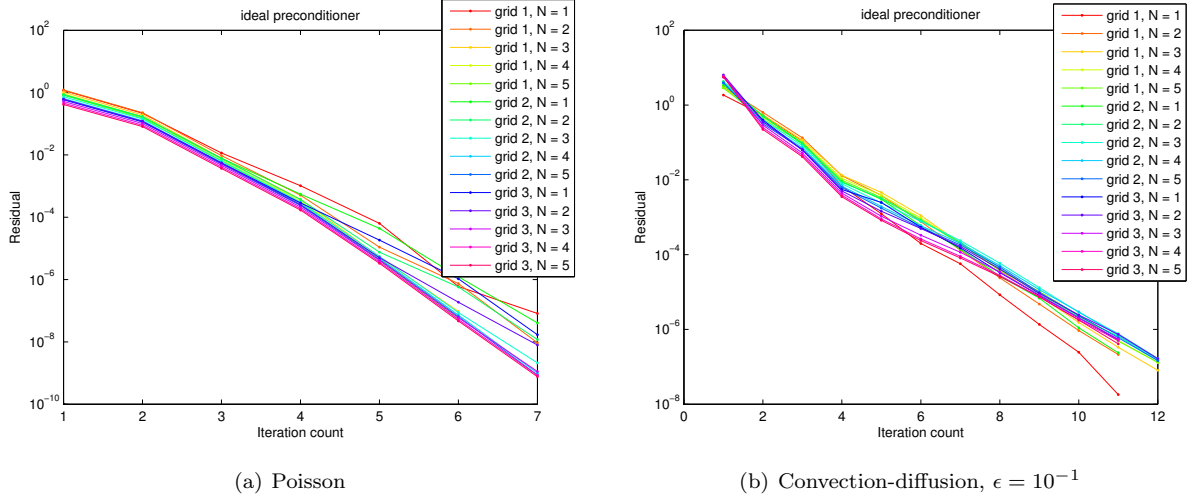 ideal preconditioner
10^2
10^0
10^-2
10^-4
10^-6
10^-8
10^-10
Residual
1 2 3 4 5 6 7
Iteration count
grid 1, N = 1
grid 1, N = 2
grid 1, N = 3
grid 1, N = 4
grid 1, N = 5
grid 2, N = 1
grid 2, N = 2
grid 2, N = 3
grid 2, N = 4
grid 2, N = 5
grid 3, N = 1
grid 3, N = 2
grid 3, N = 3
grid 3, N = 4
grid 3, N = 5
(a) Poisson
ideal preconditioner
10^2
10^0
10^-2
10^-4
10^-6
10^-8
Residual
0 2 4 6 8 10 12
Iteration count
grid 1, N = 1
grid 1, N = 2
grid 1, N = 3
grid 1, N = 4
grid 1, N = 5
grid 2, N = 1
grid 2, N = 2
grid 2, N = 3
grid 2, N = 4
grid 2, N = 5
grid 3, N = 1
grid 3, N = 2
grid 3, N = 3
grid 3, N = 4
grid 3, N = 5
(b) Convection-diffusion, ϵ = 10^-1